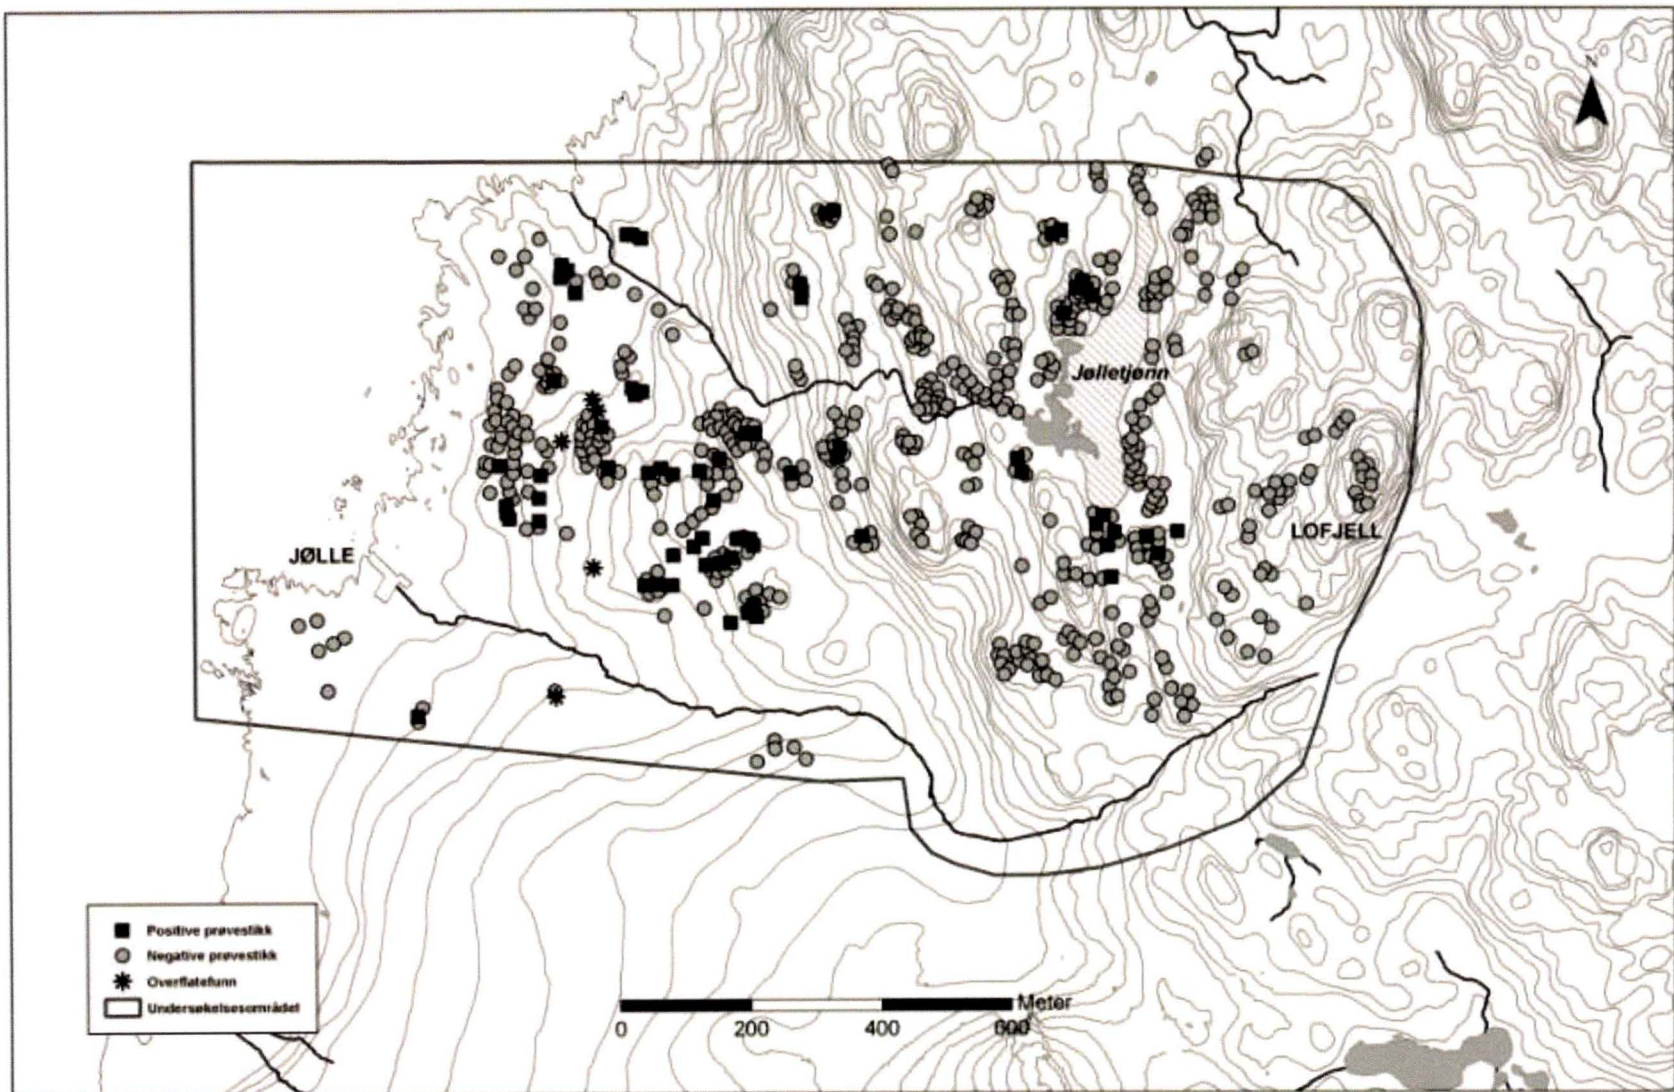 N
Jølletjønn
LOFJELL
JØLLE
Positive prøvestikk
Negative prøvestikk
Overflatefunn
Undersøkelsesområdet
Meter
0 200 400 600